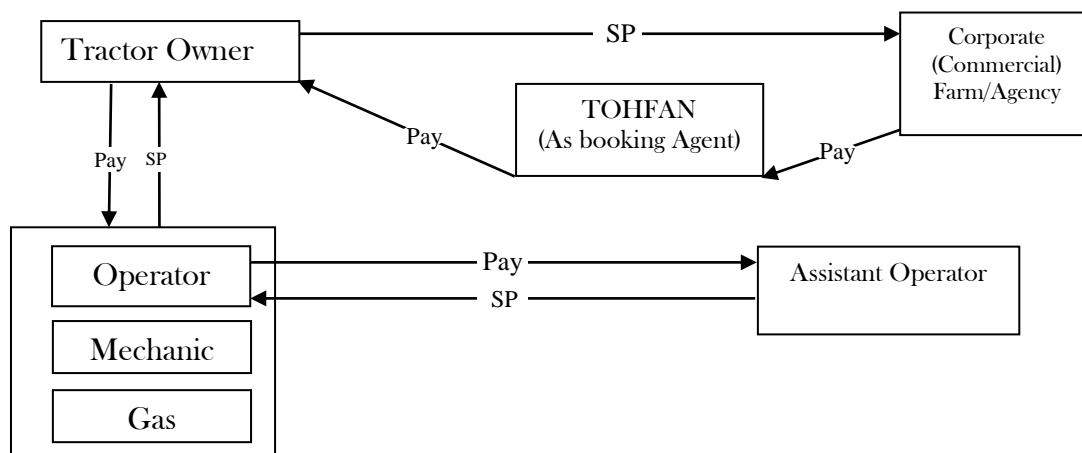 Tractor Owner
SP
Corporate
(Commercial)
Farm/Agency
TOHFAN
(As booking Agent)
Pay
Pay
Pay
SP
Operator
Pay
SP
Assistant Operator
Mechanic
Gas